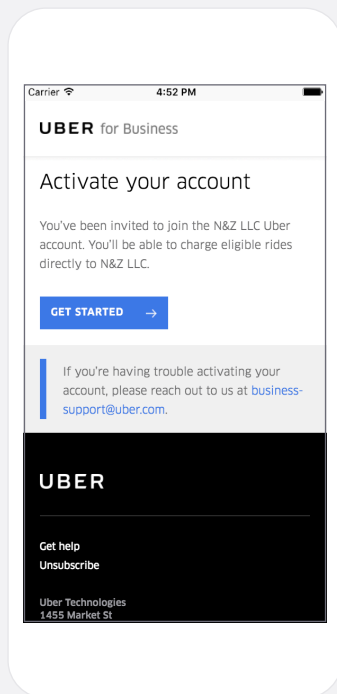 Carrier 4:52 PM
UBER for Business
Activate your account
You've been invited to join the N&Z LLC Uber
account. You'll be able to charge eligible rides
directly to N&Z LLC.
GET STARTED →
If you're having trouble activating your
account, please reach out to us at business-
support@uber.com.
UBER
Get help
Unsubscribe
Uber Technologies
1455 Market St